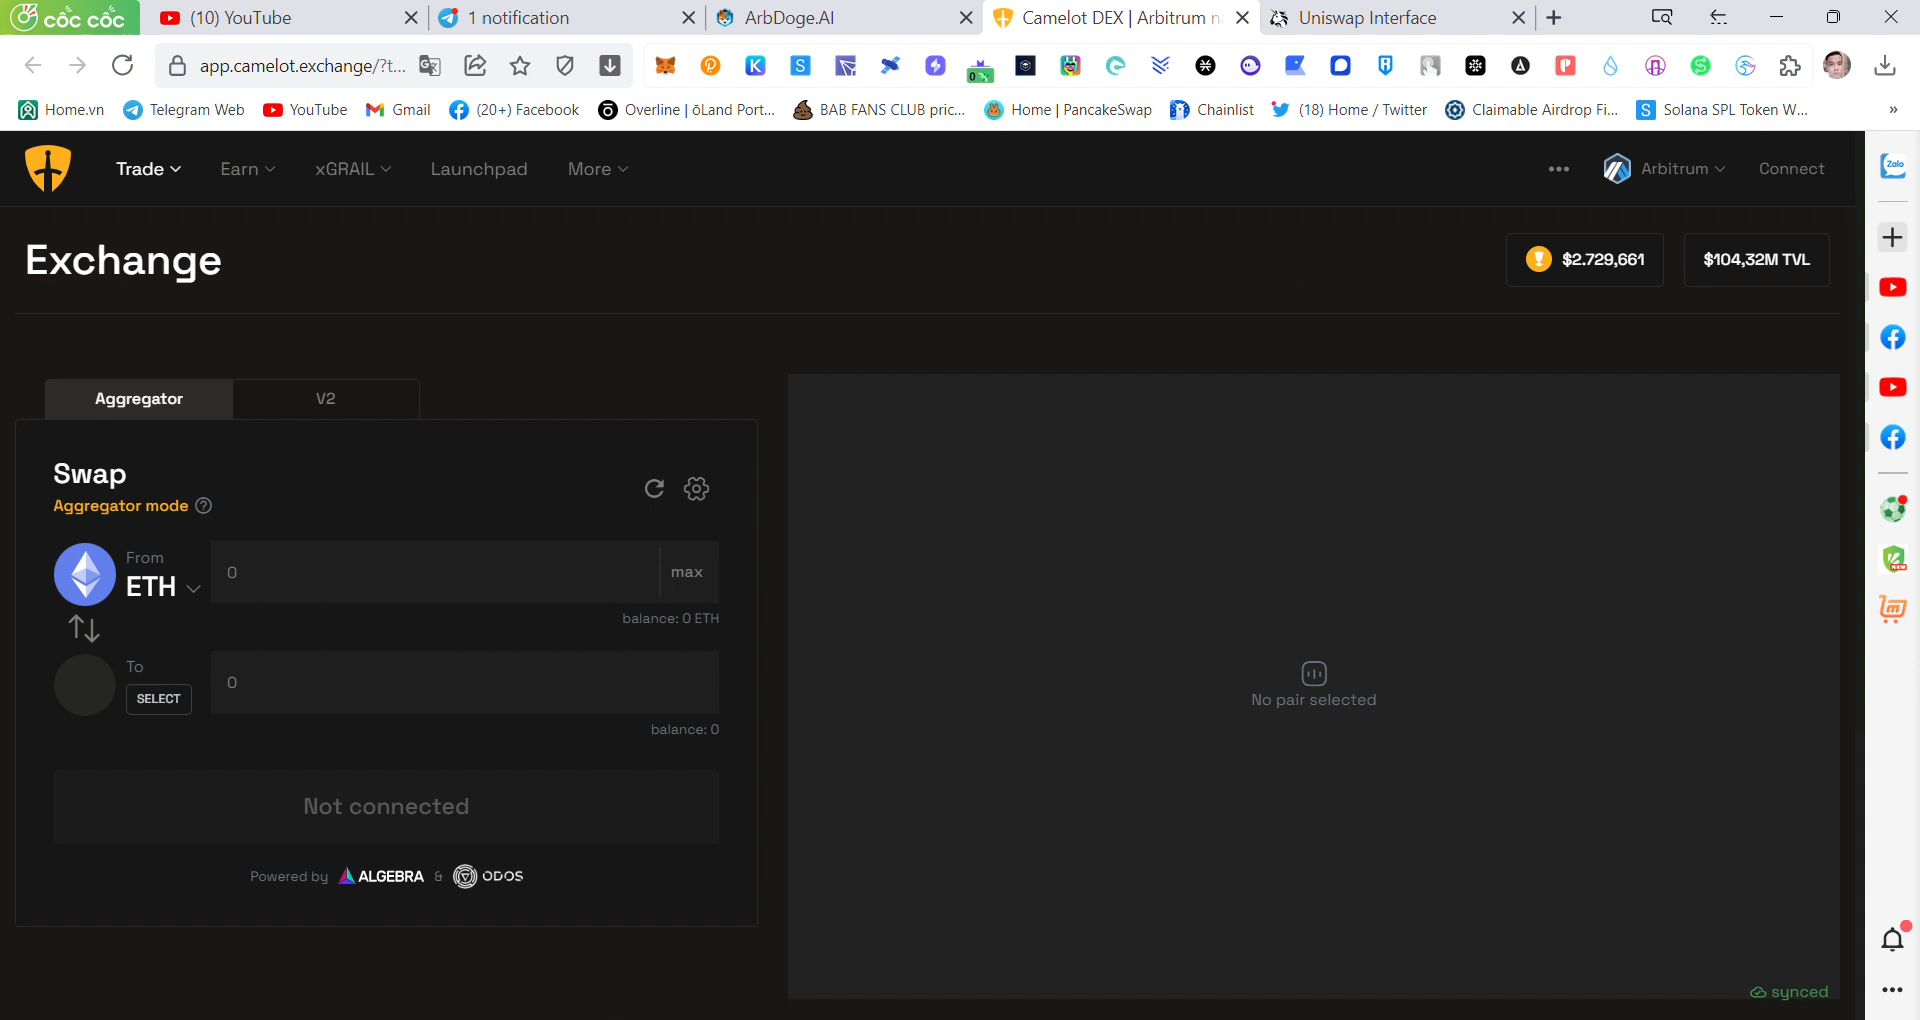 cốc cốc
(10) YouTube
1 notification
ArbDoge.AI
Camelot DEX | Arbitrum n
Uniswap Interface
app.camelot.exchange/?t...
Home.vn
Telegram Web
YouTube
Gmail
(20+) Facebook
Overline | ōLand Port...
BAB FANS CLUB pric...
Home | PancakeSwap
Chainlist
(18) Home / Twitter
Claimable Airdrop Fi...
Solana SPL Token W...
Zalo
Trade
Earn
xGRAIL
Launchpad
More
Arbitrum
Connect
Exchange
$2.729,661
$104,32M TVL
Aggregator
V2
Swap
Aggregator mode
From
ETH
0
max
balance: 0 ETH
To
SELECT
0
balance: 0
No pair selected
Not connected
Powered by ALGEBRA & ODOS
synced